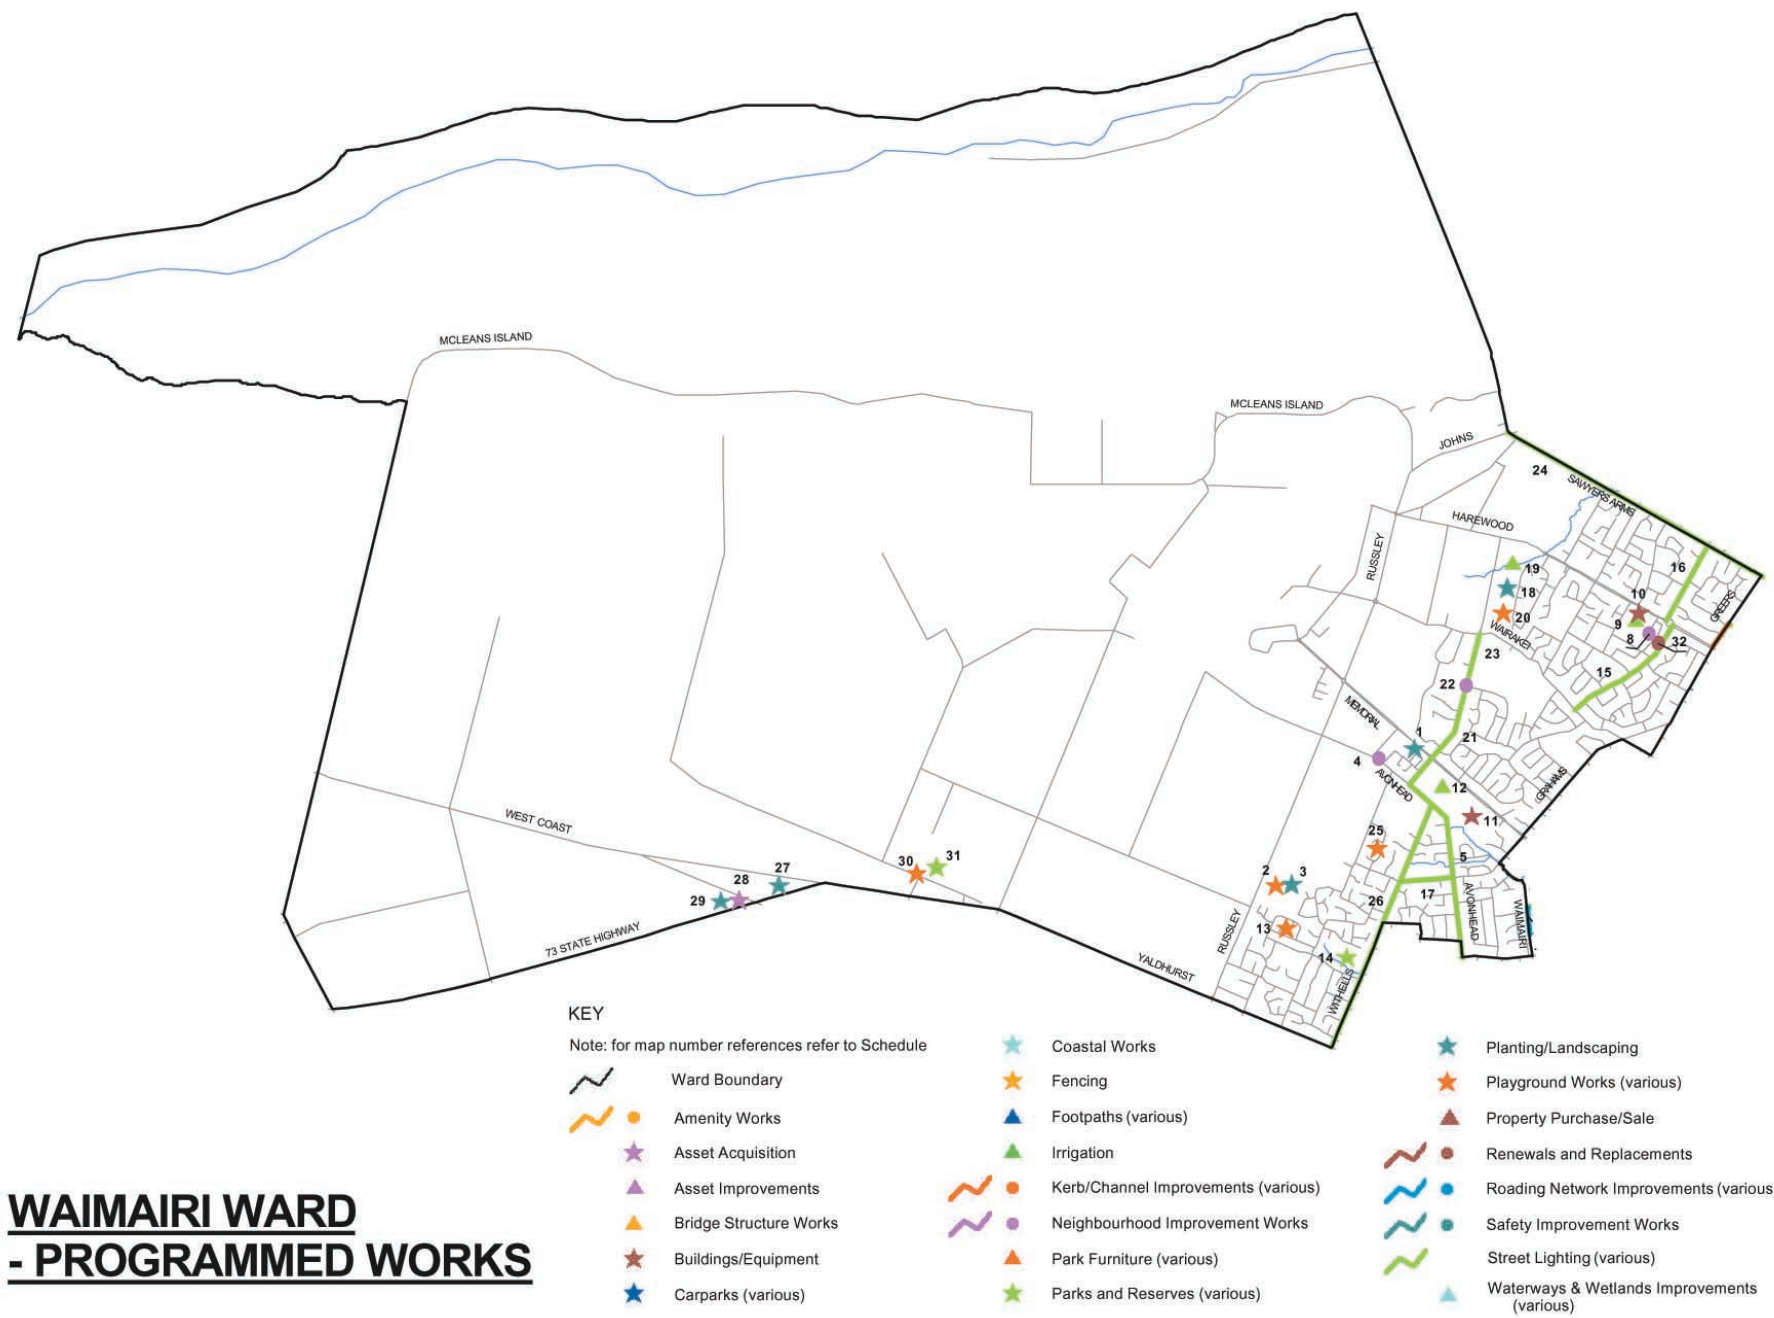 MCLEANS ISLAND
MCLEANS ISLAND
JOHNS
24
SAWYERS ARMS
HAREWOOD
RUSSLEY
16
19
18
10
GREERS
20
9
WAIRAKEI
8
32
23
15
22
MEMORIAL
1
21
4
AVONHEAD
12
GRAHAMS
WEST COAST
11
25
5
30
31
27
2
3
28
29
26
17
AVONHEAD
WAIMAIRI
RUSSLEY
13
73 STATE HIGHWAY
14
YALDHURST
WITHELLS
KEY
Note: for map number references refer to Schedule
Ward Boundary
Amenity Works
Asset Acquisition
Asset Improvements
Bridge Structure Works
Buildings/Equipment
Carparks (various)
Coastal Works
Fencing
Footpaths (various)
Irrigation
Kerb/Channel Improvements (various)
Neighbourhood Improvement Works
Park Furniture (various)
Parks and Reserves (various)
Planting/Landscaping
Playground Works (various)
Property Purchase/Sale
Renewals and Replacements
Roading Network Improvements (various
Safety Improvement Works
Street Lighting (various)
Waterways & Wetlands Improvements
(various)
WAIMAIRI WARD
- PROGRAMMED WORKS